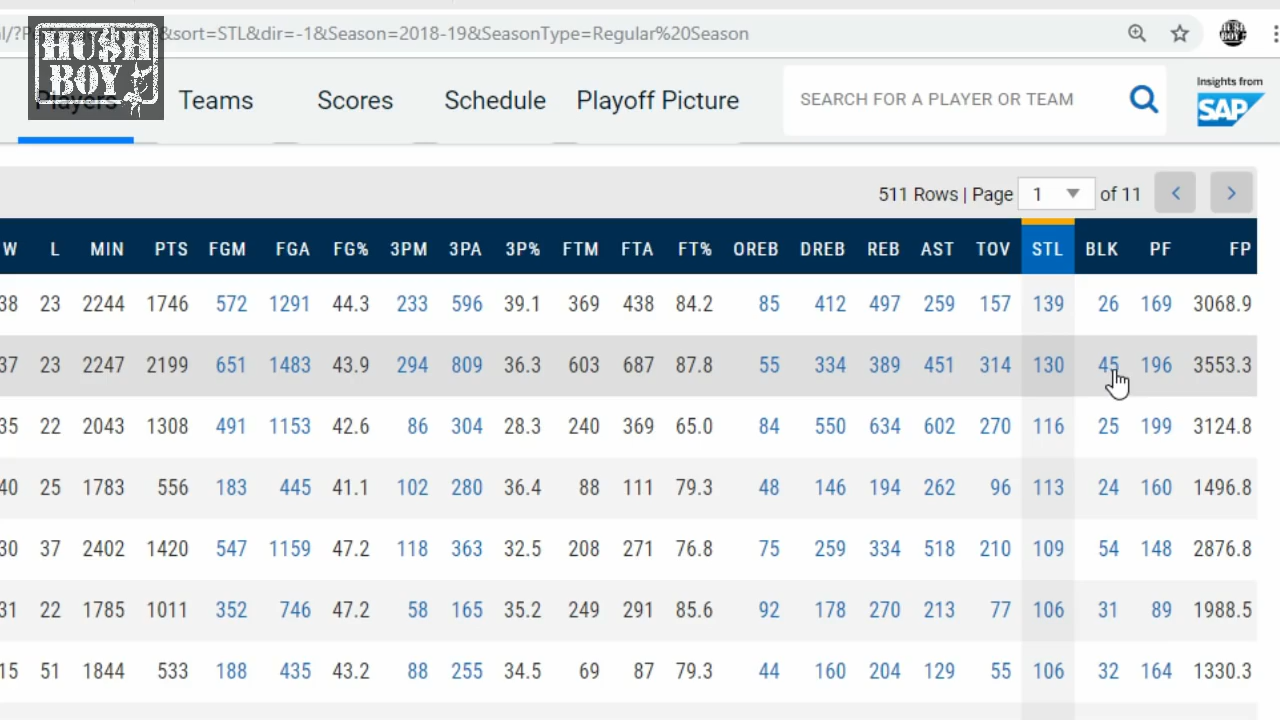 &sort=STL&dir=-1&Season=2018-19&SeasonType=Regular%20Season
HU$H
BOY
Players Teams Scores Schedule Playoff Picture SEARCH FOR A PLAYER OR TEAM Insights from
SAP
511 Rows | Page 1 of 11
W L MIN PTS FGM FGA FG% 3PM 3PA 3P% FTM FTA FT% OREB DREB REB AST TOV STL BLK PF FP
38 23 2244 1746 572 1291 44.3 233 596 39.1 369 438 84.2 85 412 497 259 157 139 26 169 3068.9
37 23 2247 2199 651 1483 43.9 294 809 36.3 603 687 87.8 55 334 389 451 314 130 45 196 3553.3
35 22 2043 1308 491 1153 42.6 86 304 28.3 240 369 65.0 84 550 634 602 270 116 25 199 3124.8
40 25 1783 556 183 445 41.1 102 280 36.4 88 111 79.3 48 146 194 262 96 113 24 160 1496.8
30 37 2402 1420 547 1159 47.2 118 363 32.5 208 271 76.8 75 259 334 518 210 109 54 148 2876.8
31 22 1785 1011 352 746 47.2 58 165 35.2 249 291 85.6 92 178 270 213 77 106 31 89 1988.5
15 51 1844 533 188 435 43.2 88 255 34.5 69 87 79.3 44 160 204 129 55 106 32 164 1330.3